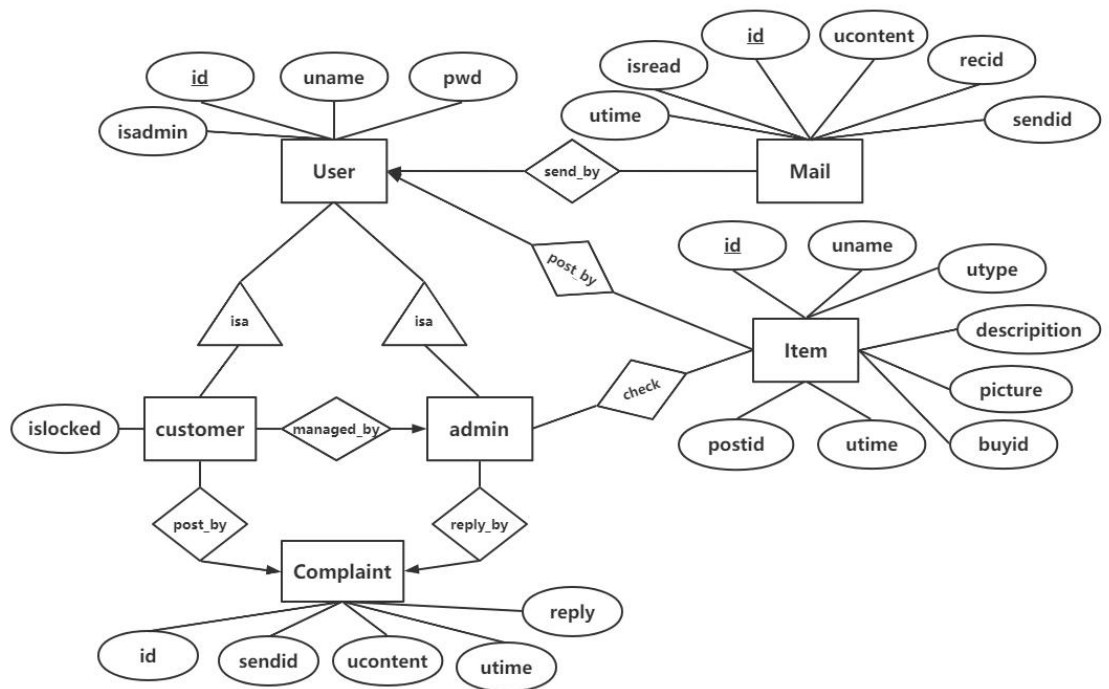 id
uname
pwd
isadmin
User
id
ucontent
isread
recid
utime
sendid
send_by
Mail
post_by
id
uname
utype
isa
isa
Item
descripition
check
picture
islocked
customer
managed_by
admin
postid
utime
buyid
post_by
reply_by
Complaint
reply
id
sendid
ucontent
utime